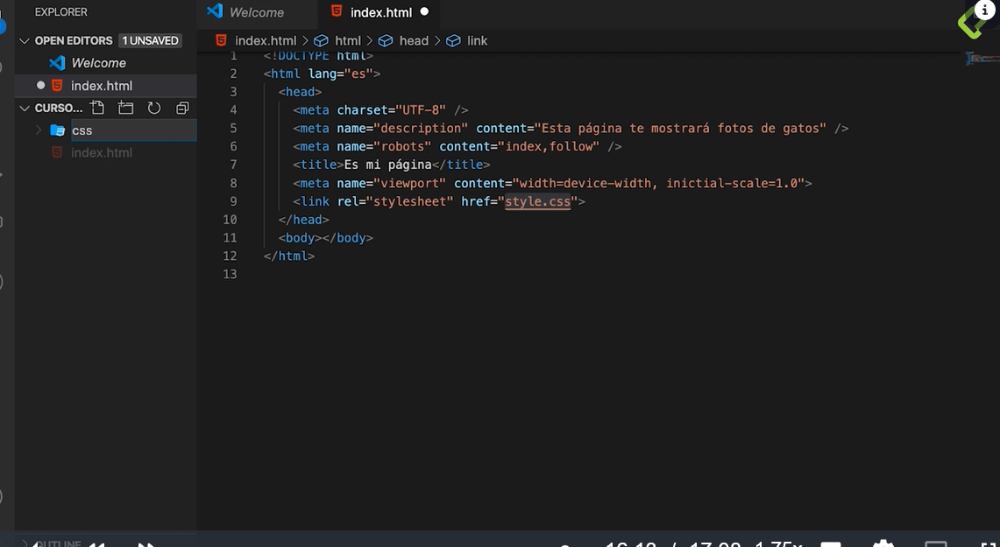 EXPLORER
OPEN EDITORS 1 UNSAVED
Welcome
index.html
CURSO...
css
index.html
OUTLINE
Welcome index.html
index.html > html > head > link
1 <!DOCTYPE html>
2 <html lang="es">
3 <head>
4 <meta charset="UTF-8" />
5 <meta name="description" content="Esta página te mostrará fotos de gatos" />
6 <meta name="robots" content="index,follow" />
7 <title>Es mi página</title>
8 <meta name="viewport" content="width=device-width, inictial-scale=1.0">
9 <link rel="stylesheet" href="style.css">
10 </head>
11 <body></body>
12 </html>
13
1.75x